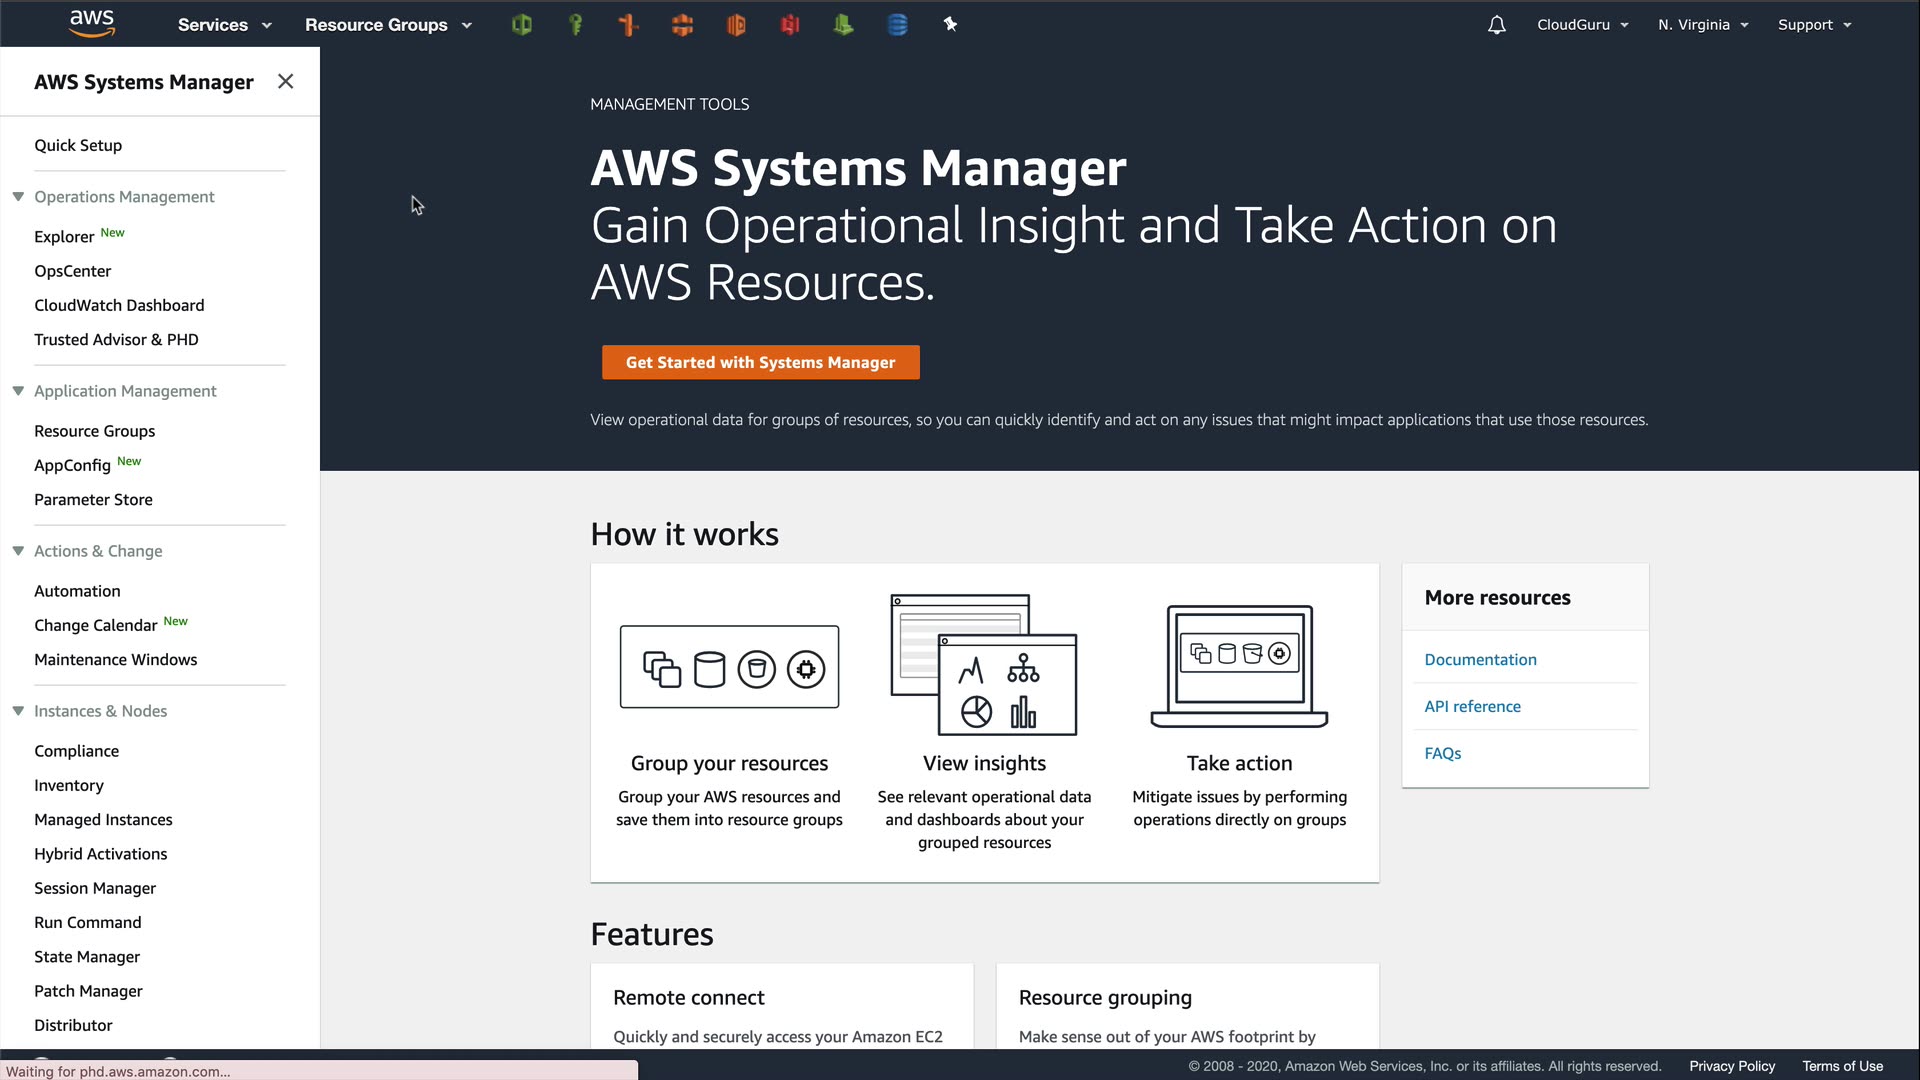 aws
Services
Resource Groups
CloudGuru
N. Virginia
Support
AWS Systems Manager
Quick Setup
Operations Management
Explorer New
OpsCenter
CloudWatch Dashboard
Trusted Advisor & PHD
Application Management
Resource Groups
AppConfig New
Parameter Store
Actions & Change
Automation
Change Calendar New
Maintenance Windows
Instances & Nodes
Compliance
Inventory
Managed Instances
Hybrid Activations
Session Manager
Run Command
State Manager
Patch Manager
Distributor
MANAGEMENT TOOLS
AWS Systems Manager
Gain Operational Insight and Take Action on
AWS Resources.
Get Started with Systems Manager
View operational data for groups of resources, so you can quickly identify and act on any issues that might impact applications that use those resources.
How it works
Group your resources
Group your AWS resources and
save them into resource groups
View insights
See relevant operational data
and dashboards about your
grouped resources
Take action
Mitigate issues by performing
operations directly on groups
More resources
Documentation
API reference
FAQs
Features
Remote connect
Quickly and securely access your Amazon EC2
Resource grouping
Make sense out of your AWS footprint by
Waiting for phd.aws.amazon.com...
© 2008 - 2020, Amazon Web Services, Inc. or its affiliates. All rights reserved.
Privacy Policy
Terms of Use